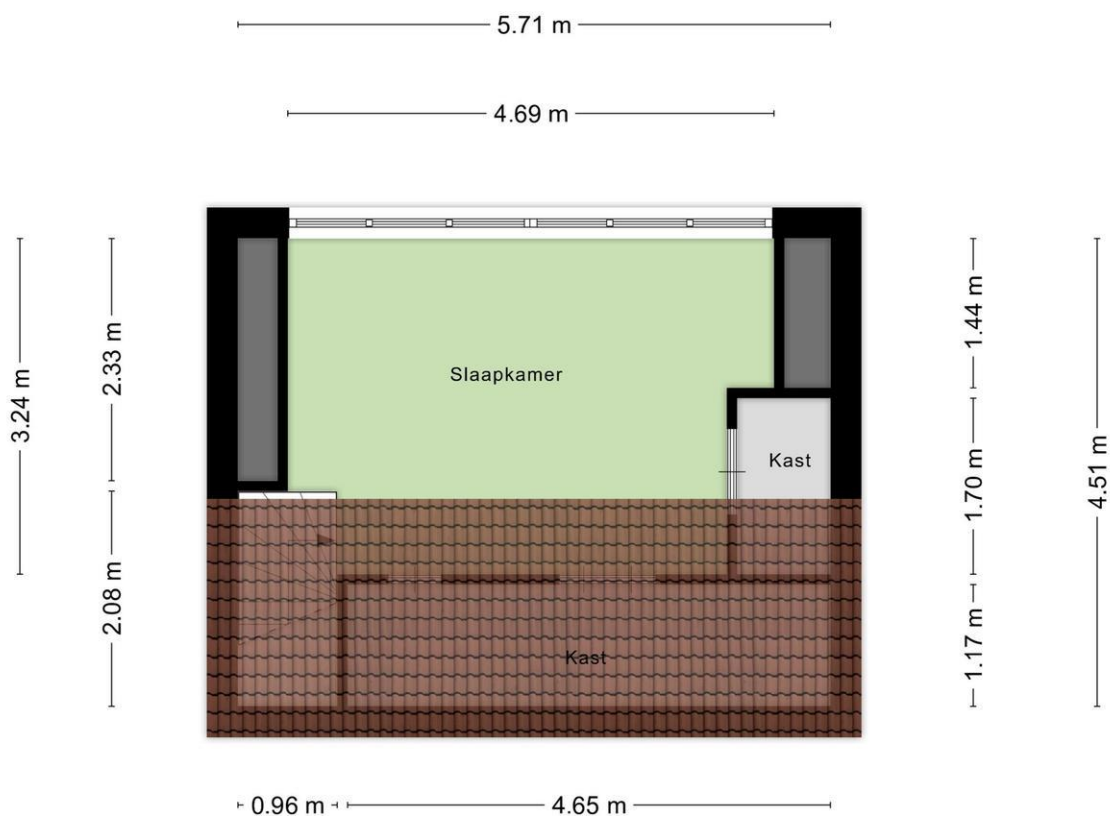 5.71 m
4.69 m
3.24 m
2.33 m
2.08 m
Slaapkamer
Kast
Kast
1.44 m
1.70 m
1.17 m
4.51 m
0.96 m
4.65 m